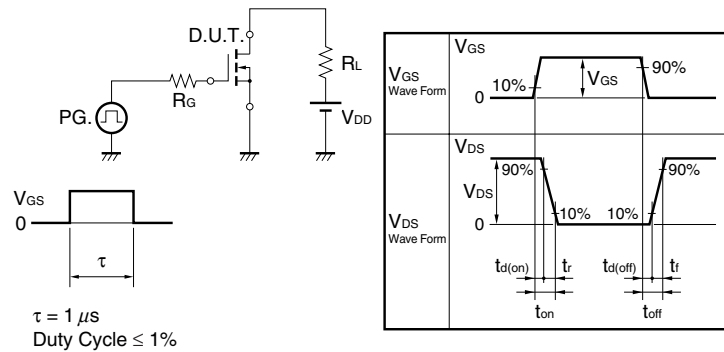 D.U.T.
RG
RL
PG.
VDD
VGS
0
τ
τ = 1 μs
Duty Cycle ≤ 1%
VGS
Wave Form
VGS
10%
VGS
90%
0
VDS
Wave Form
VDS
90%
VDS
10%
10%
90%
0
td(on)
tr
td(off)
tf
ton
toff